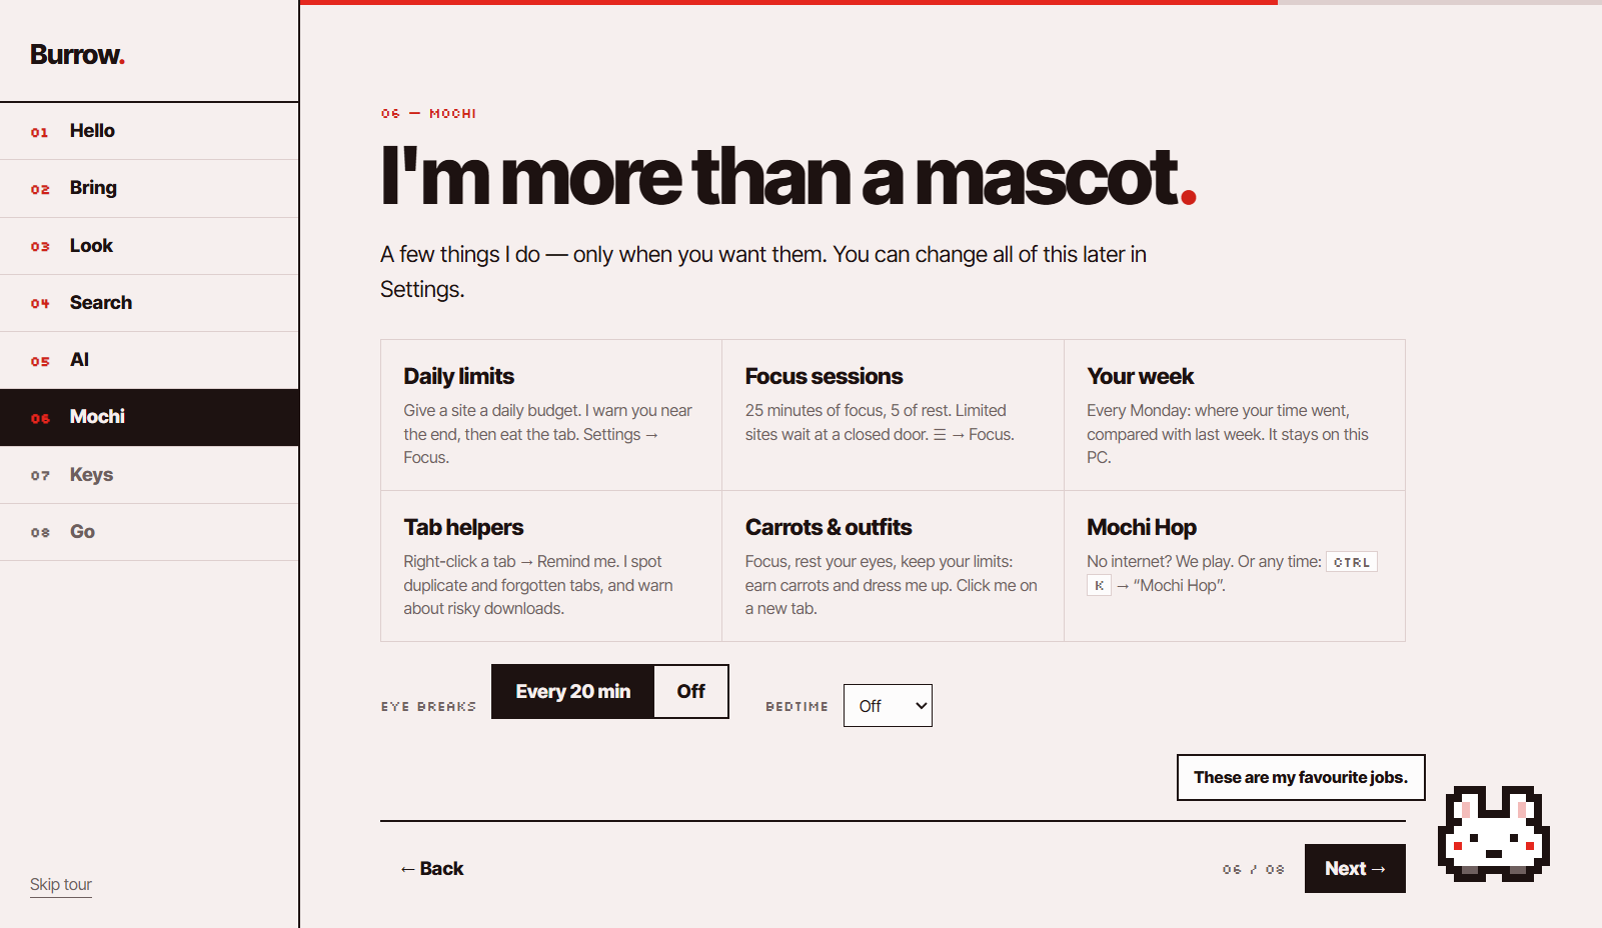 Burrow.
01 Hello
02 Bring
03 Look
04 Search
05 AI
06 Mochi
07 Keys
08 Go
Skip tour
06 — MOCHI
I'm more than a mascot.
A few things I do — only when you want them. You can change all of this later in
Settings.
Daily limits
Give a site a daily budget. I warn you near
the end, then eat the tab. Settings →
Focus.
Focus sessions
25 minutes of focus, 5 of rest. Limited
sites wait at a closed door. ☰ → Focus.
Your week
Every Monday: where your time went,
compared with last week. It stays on this
PC.
Tab helpers
Right-click a tab → Remind me. I spot
duplicate and forgotten tabs, and warn
about risky downloads.
Carrots & outfits
Focus, rest your eyes, keep your limits:
earn carrots and dress me up. Click me on
a new tab.
Mochi Hop
No internet? We play. Or any time: CTRL
K → “Mochi Hop”.
EYE BREAKS Every 20 min Off BEDTIME Off
These are my favourite jobs.
← Back 06 / 08 Next →